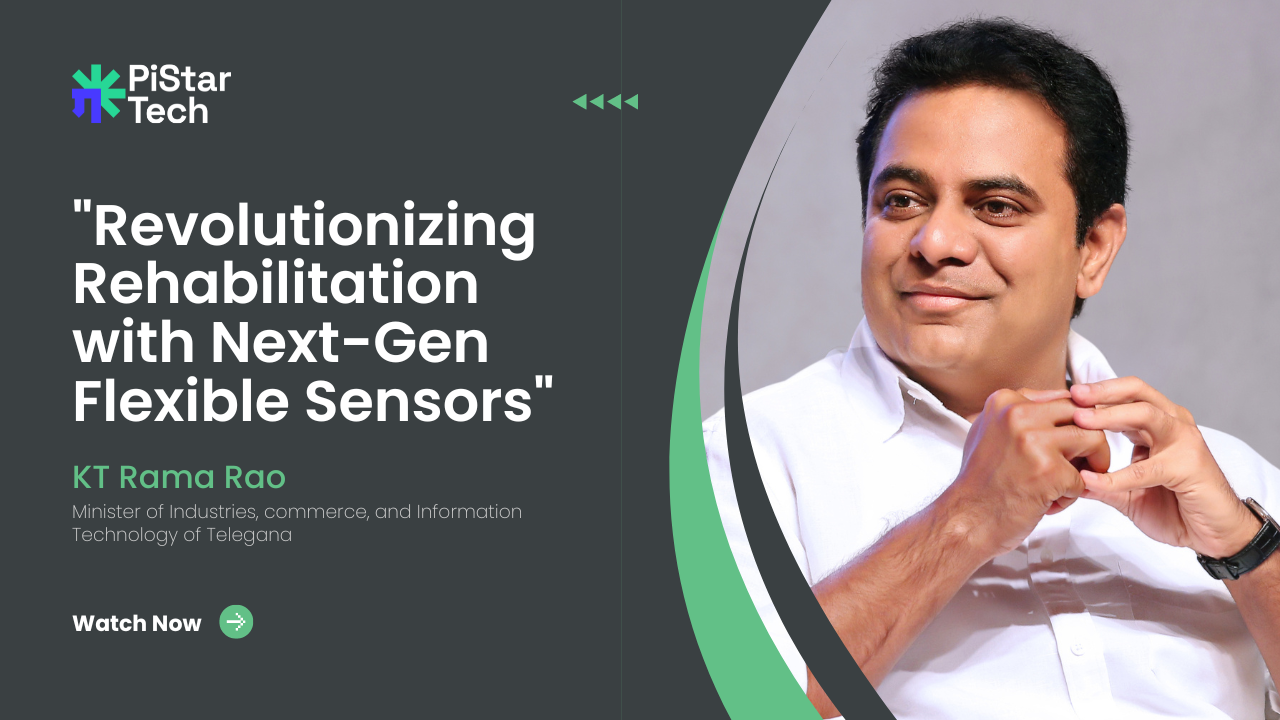 PiStar
Tech
"Revolutionizing
Rehabilitation
with Next-Gen
Flexible Sensors"
KT Rama Rao
Minister of Industries, commerce, and Information
Technology of Telegana
Watch Now